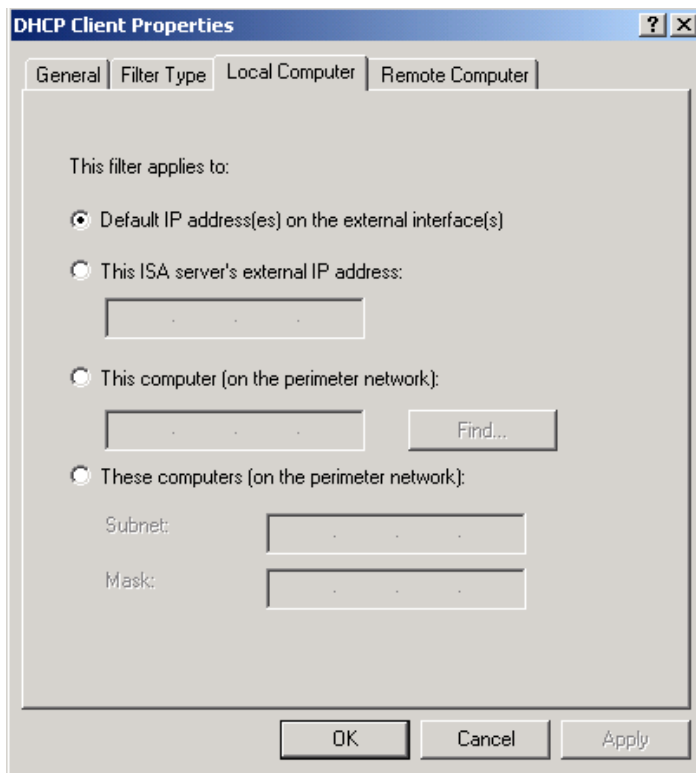 DHCP Client Properties
General Filter Type Local Computer Remote Computer
This filter applies to:
Default IP address(es) on the external interface(s)
This ISA server's external IP address:
This computer (on the perimeter network):
Find...
These computers (on the perimeter network):
Subnet:
Mask:
OK Cancel Apply